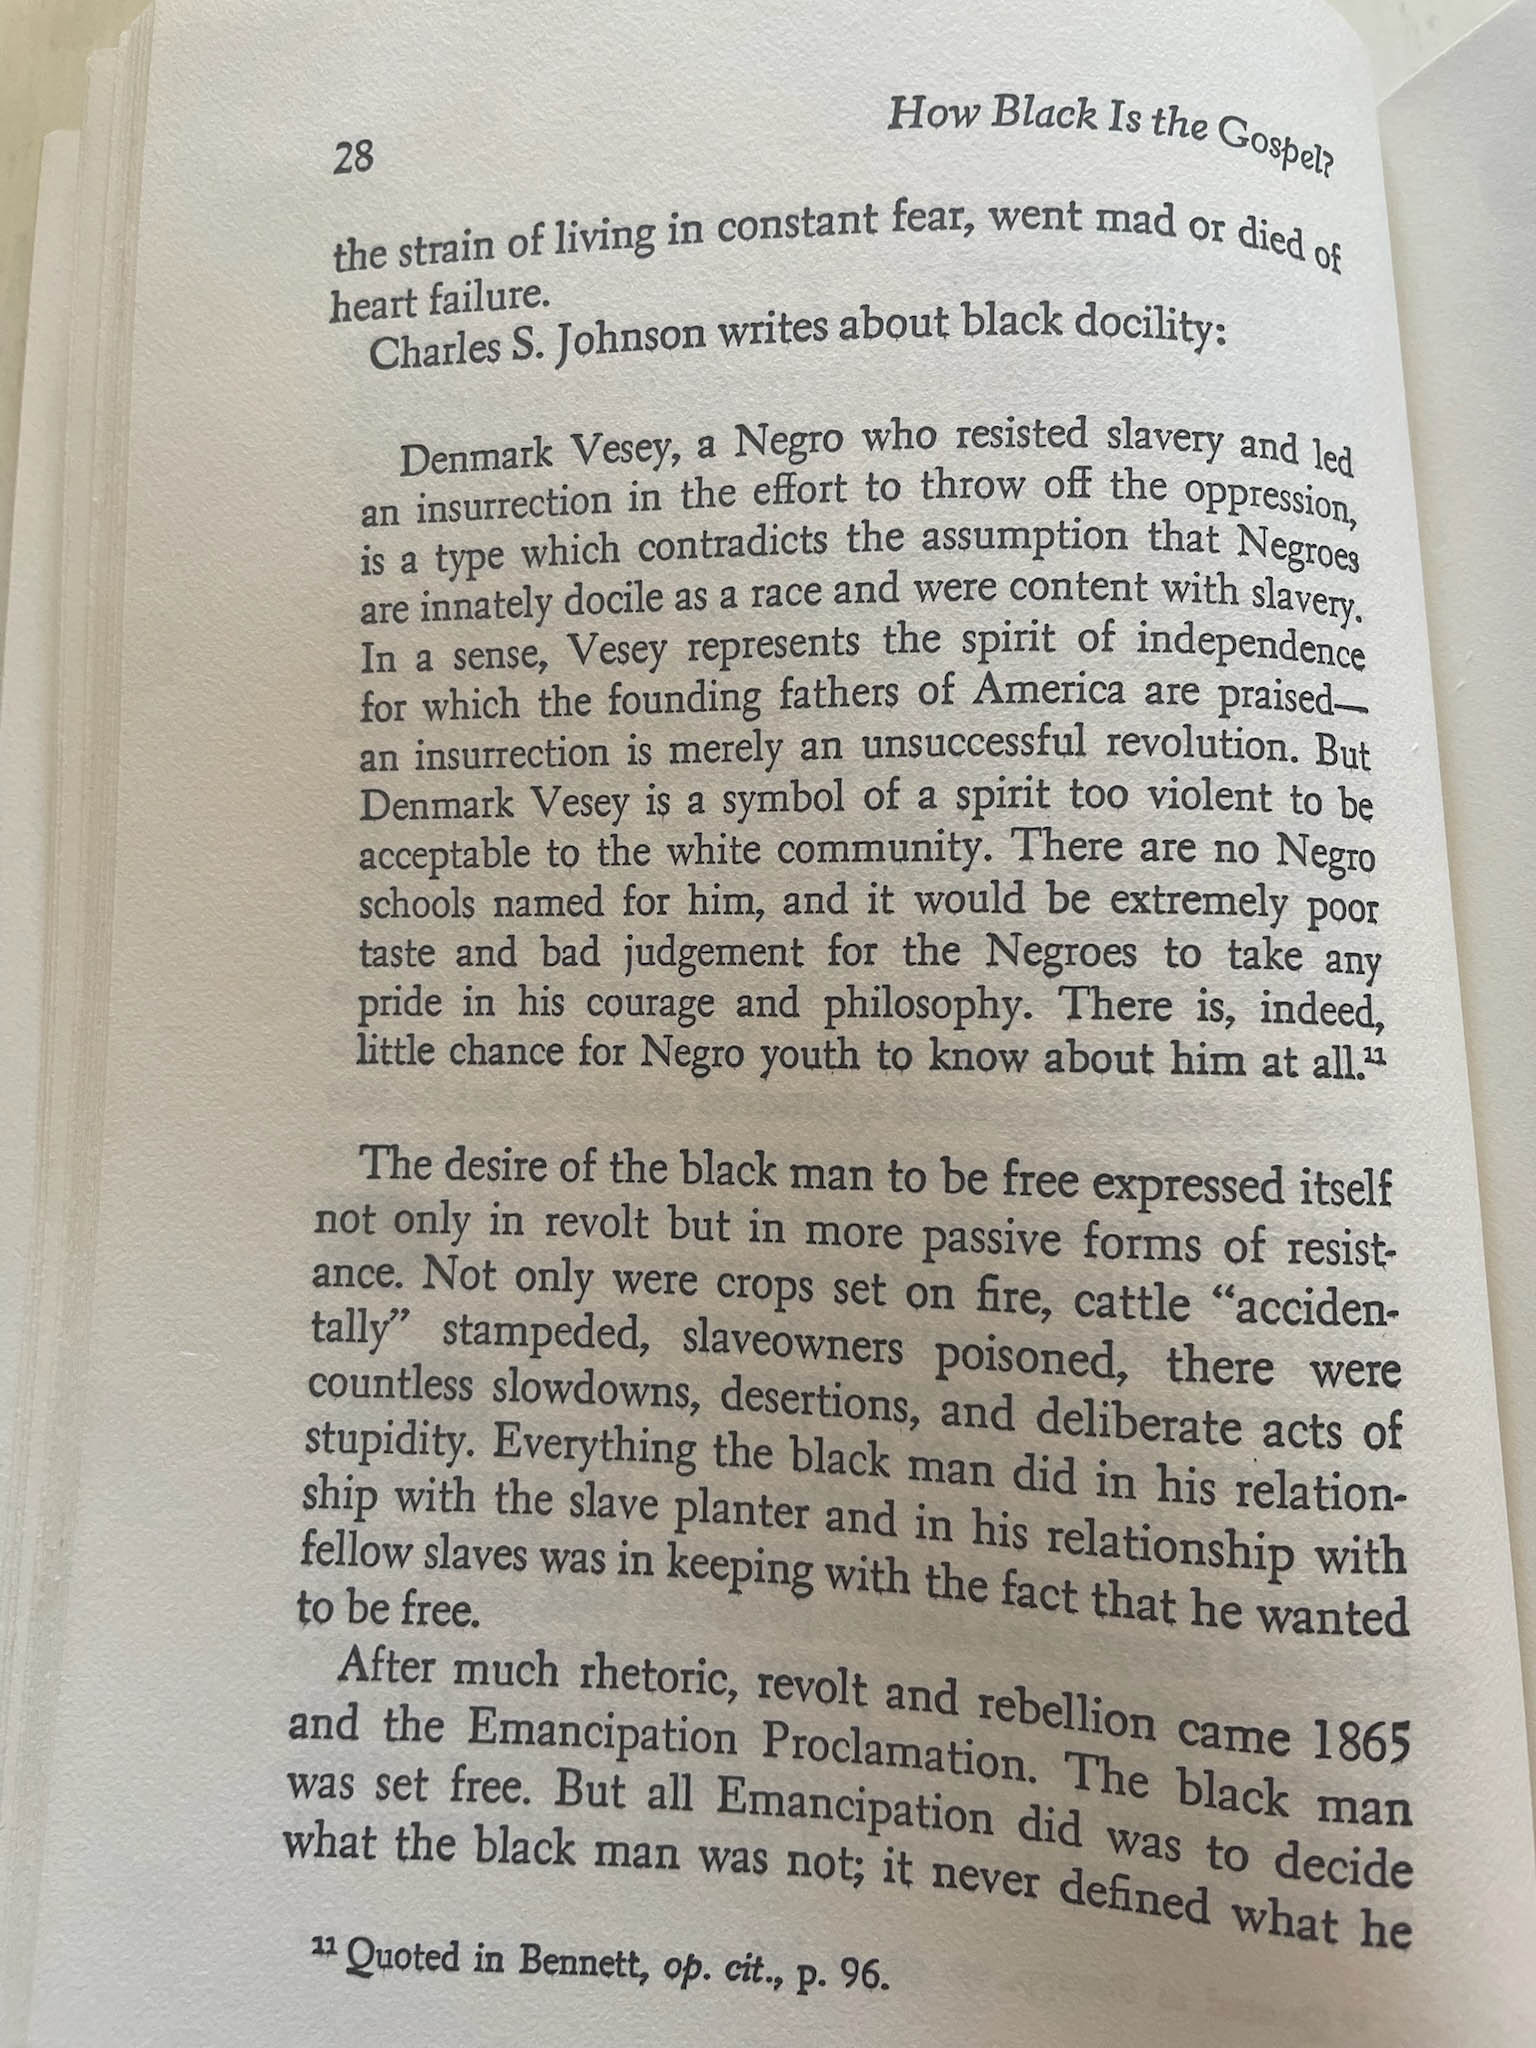 28
How Black Is the Gospel?
the strain of living in constant fear, went mad or died of
heart failure.
Charles S. Johnson writes about black docility:
Denmark Vesey, a Negro who resisted slavery and led
an insurrection in the effort to throw off the oppression,
is a type which contradicts the assumption that Negroes
are innately docile as a race and were content with slavery.
In a sense, Vesey represents the spirit of independence
for which the founding fathers of America are praised—
an insurrection is merely an unsuccessful revolution. But
Denmark Vesey is a symbol of a spirit too violent to be
acceptable to the white community. There are no Negro
schools named for him, and it would be extremely poor
taste and bad judgement for the Negroes to take any
pride in his courage and philosophy. There is, indeed,
little chance for Negro youth to know about him at all.¹¹
The desire of the black man to be free expressed itself
not only in revolt but in more passive forms of resist-
ance. Not only were crops set on fire, cattle “acciden-
tally” stampeded, slaveowners poisoned, there were
countless slowdowns, desertions, and deliberate acts of
stupidity. Everything the black man did in his relation-
ship with the slave planter and in his relationship with
fellow slaves was in keeping with the fact that he wanted
to be free.
After much rhetoric, revolt and rebellion came 1865
and the Emancipation Proclamation. The black man
was set free. But all Emancipation did was to decide
what the black man was not; it never defined what he
¹¹ Quoted in Bennett, op. cit., p. 96.